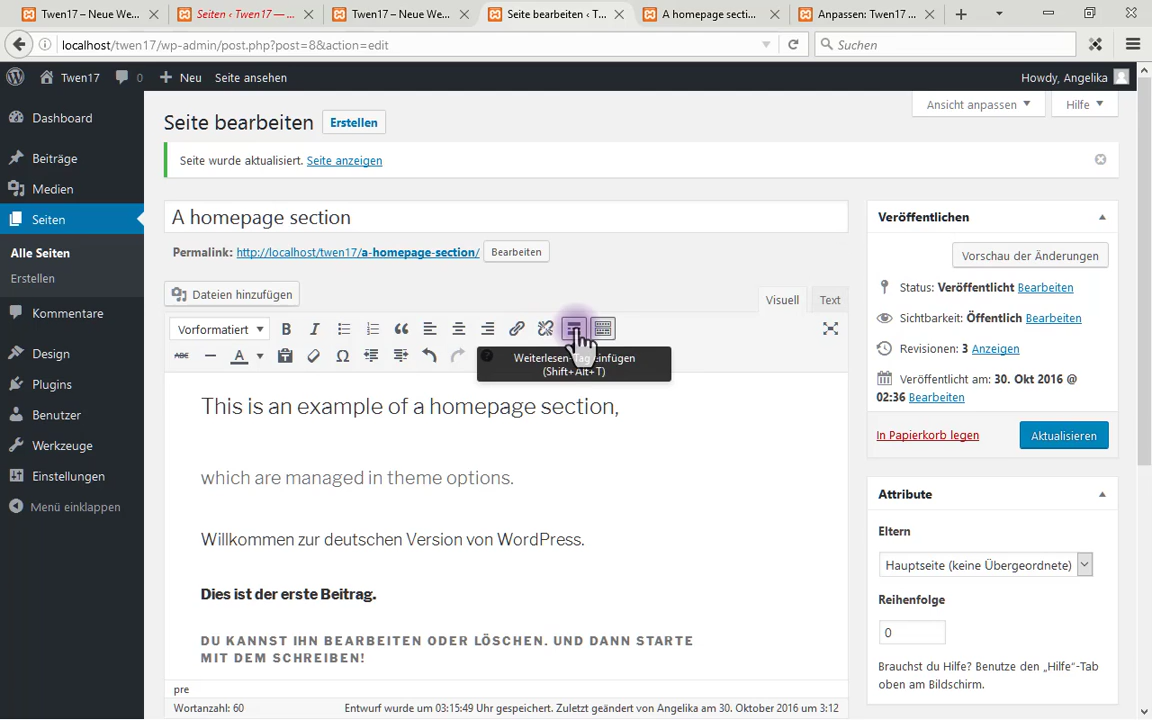 Twen17 – Neue We...
Seiten ‹ Twen17 —...
Twen17 – Neue We...
Seite bearbeiten ‹ T...
A homepage secti...
Anpassen: Twen17 ...
localhost/twen17/wp-admin/post.php?post=8&action=edit
Suchen
Twen17
0
Neu
Seite ansehen
Howdy, Angelika
Dashboard
Beiträge
Medien
Seiten
Alle Seiten
Erstellen
Kommentare
Design
Plugins
Benutzer
Werkzeuge
Einstellungen
Menü einklappen
Ansicht anpassen
Hilfe
Seite bearbeiten
Erstellen
Seite wurde aktualisiert. Seite anzeigen
A homepage section
Permalink: http://localhost/twen17/a-homepage-section/ Bearbeiten
Dateien hinzufügen
Visuell
Text
Vorformatiert
B I
ABC
A
Ω
Weiterlesen-Tag einfügen
(Shift+Alt+T)
This is an example of a homepage section,
which are managed in theme options.
Willkommen zur deutschen Version von WordPress.
Dies ist der erste Beitrag.
DU KANNST IHN BEARBEITEN ODER LÖSCHEN. UND DANN STARTE
MIT DEM SCHREIBEN!
pre
Wortanzahl: 60
Entwurf wurde um 03:15:49 Uhr gespeichert. Zuletzt geändert von Angelika am 30. Oktober 2016 um 3:12
Veröffentlichen
Vorschau der Änderungen
Status: Veröffentlicht Bearbeiten
Sichtbarkeit: Öffentlich Bearbeiten
Revisionen: 3 Anzeigen
Veröffentlicht am: 30. Okt 2016 @
02:36 Bearbeiten
In Papierkorb legen
Aktualisieren
Attribute
Eltern
Hauptseite (keine Übergeordnete)
Reihenfolge
0
Brauchst du Hilfe? Benutze den „Hilfe“-Tab
oben am Bildschirm.